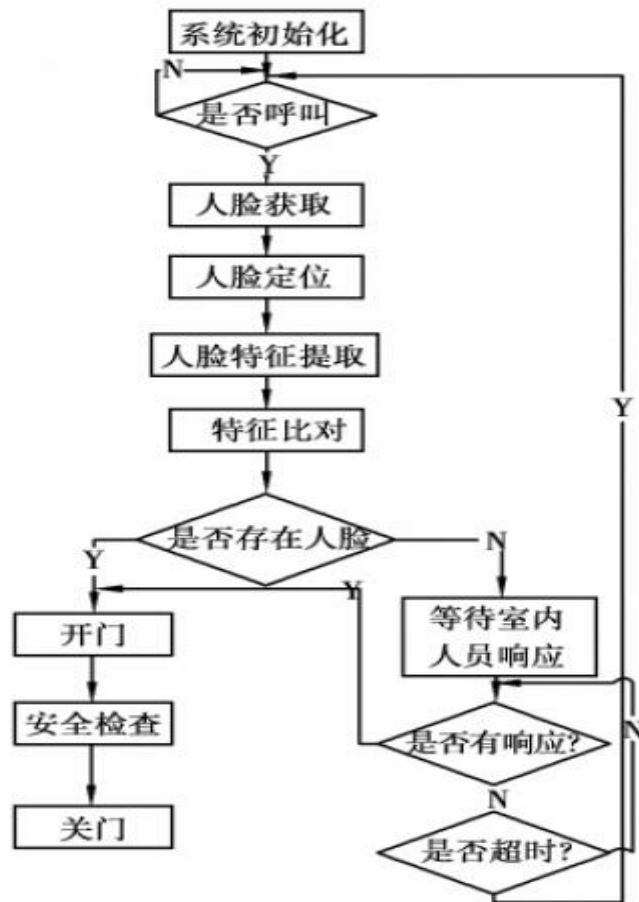 系统初始化
N
是否呼叫
Y
人脸获取
人脸定位
人脸特征提取
特征比对
Y
是否存在人脸
N
Y
Y
开门
等待室内
人员响应
安全检查
是否有响应?
N
N
关门
是否超时?